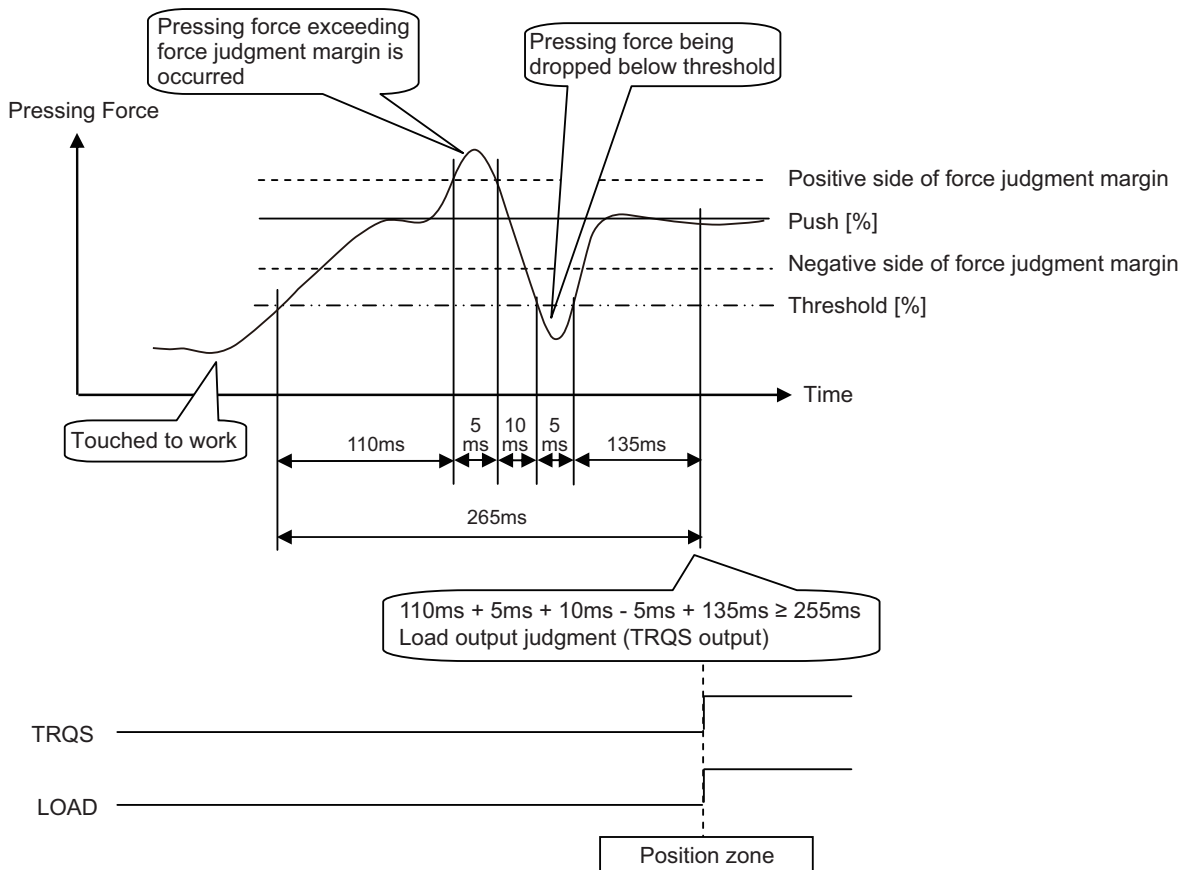 Pressing force exceeding
force judgment margin is
occurred
Pressing force being
dropped below threshold
Pressing Force
Positive side of force judgment margin
Push [%]
Negative side of force judgment margin
Threshold [%]
Time
Touched to work
110ms
5
ms
10
ms
5
ms
135ms
265ms
110ms + 5ms + 10ms - 5ms + 135ms ≥ 255ms
Load output judgment (TRQS output)
TRQS
LOAD
Position zone